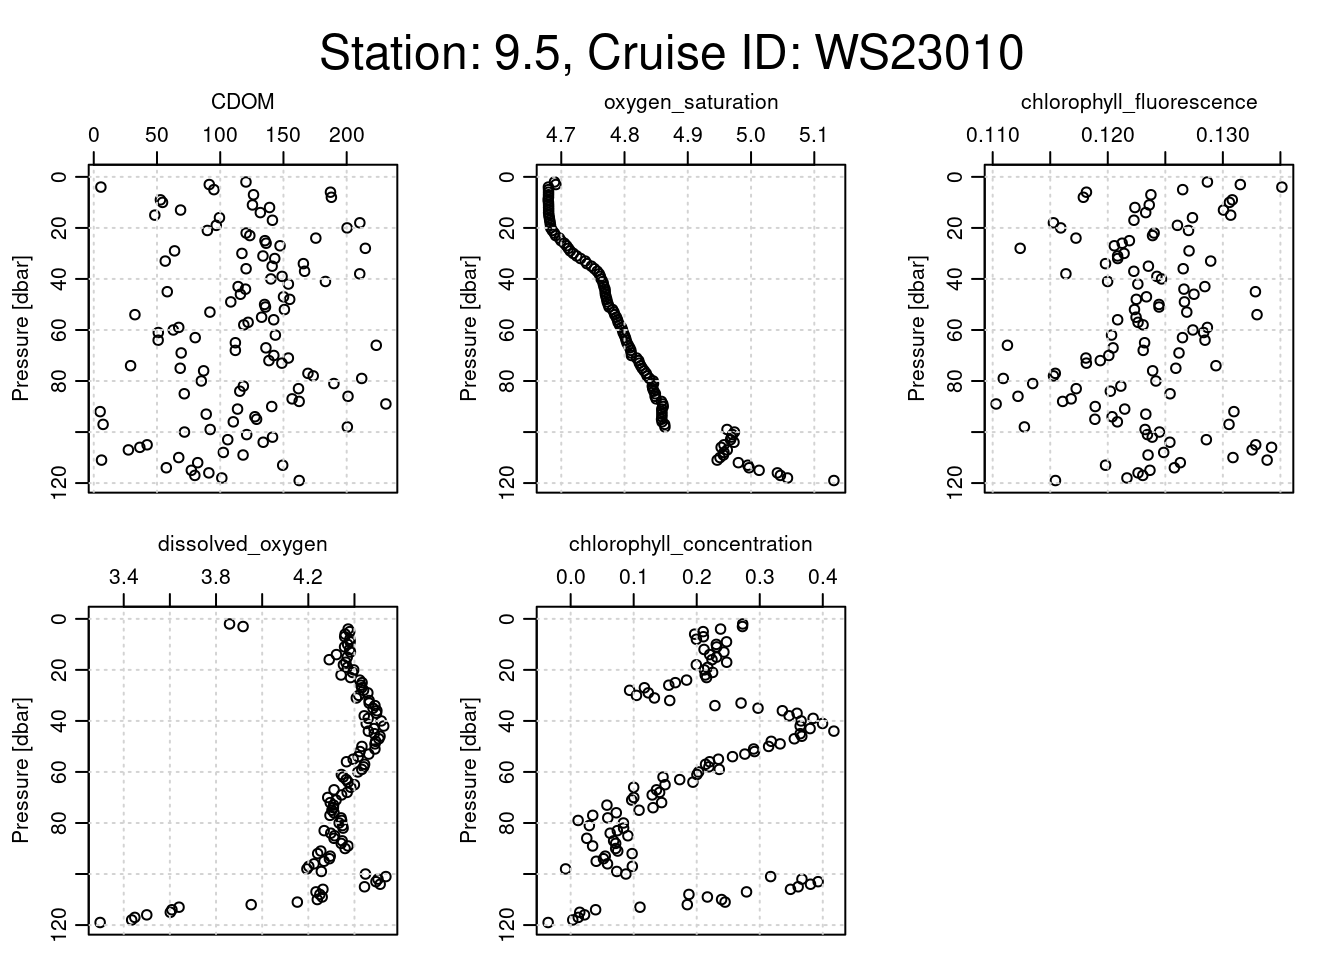 Station: 9.5, Cruise ID: WS23010
CDOM
0 50 100 150 200
Pressure [dbar]
0 20 40 60 80 120
oxygen_saturation
4.7 4.8 4.9 5.0 5.1
0 20 40 60 80 120
chlorophyll_fluorescence
0.110 0.120 0.130
0 20 40 60 80 120
dissolved_oxygen
3.4 3.8 4.2
Pressure [dbar]
0 20 40 60 80 120
chlorophyll_concentration
0.0 0.1 0.2 0.3 0.4
Pressure [dbar]
0 20 40 60 80 120
Pressure [dbar]
Pressure [dbar]